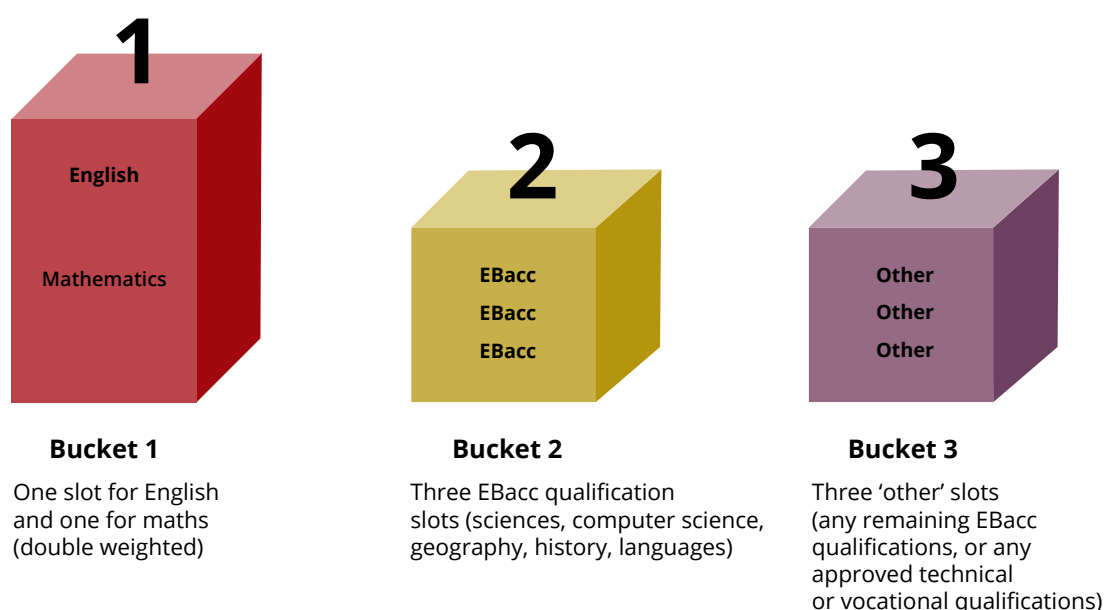 1
English
Mathematics
Bucket 1
One slot for English
and one for maths
(double weighted)
2
EBacc
EBacc
EBacc
Bucket 2
Three EBacc qualification
slots (sciences, computer science,
geography, history, languages)
3
Other
Other
Other
Bucket 3
Three ‘other’ slots
(any remaining EBacc
qualifications, or any
approved technical
or vocational qualifications)